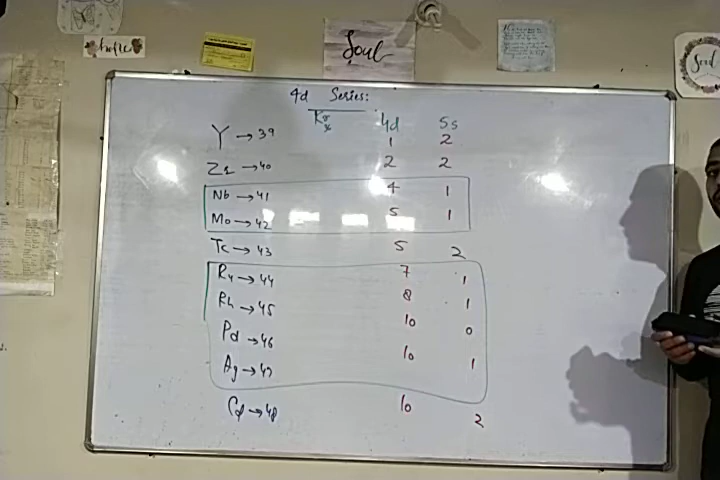 Soul
Soul
4d Series:
Kr 4d 5s
Y → 39 1 2
Zr → 40 2 2
Nb → 41 4 1
Mo → 42 5 1
Tc → 43 5 2
Ru → 44 7 1
Rh → 45 8 1
Pd → 46 10 0
Ag → 47 10 1
Cd → 48 10 2